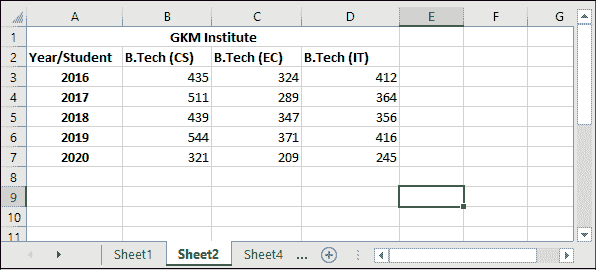 A B C D E F G
1 GKM Institute
2 Year/Student B.Tech (CS) B.Tech (EC) B.Tech (IT)
3 2016 435 324 412
4 2017 511 289 364
5 2018 439 347 356
6 2019 544 371 416
7 2020 321 209 245
8
9
10
11
Sheet1 Sheet2 Sheet4 ...